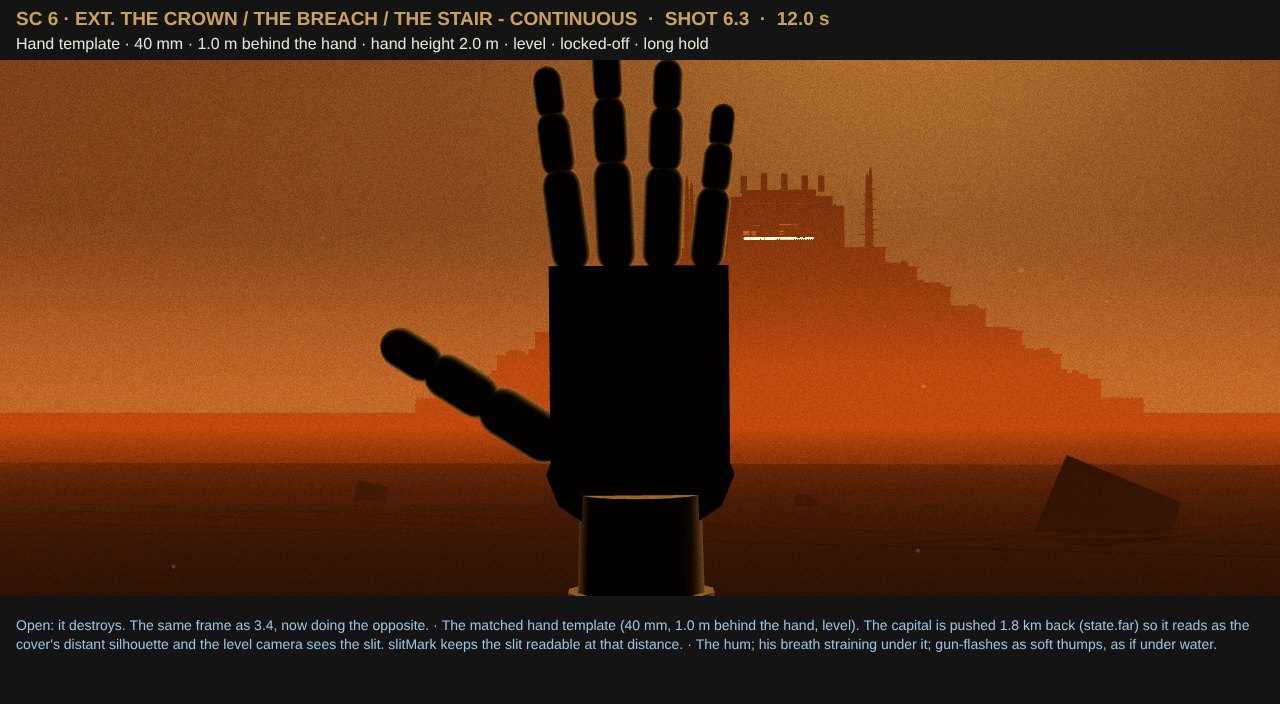 SC 6 · EXT. THE CROWN / THE BREACH / THE STAIR - CONTINUOUS · SHOT 6.3 · 12.0 s
Hand template · 40 mm · 1.0 m behind the hand · hand height 2.0 m · level · locked-off · long hold
Open: it destroys. The same frame as 3.4, now doing the opposite. · The matched hand template (40 mm, 1.0 m behind the hand, level). The capital is pushed 1.8 km back (state.far) so it reads as the
cover's distant silhouette and the level camera sees the slit. slitMark keeps the slit readable at that distance. · The hum; his breath straining under it; gun-flashes as soft thumps, as if under water.